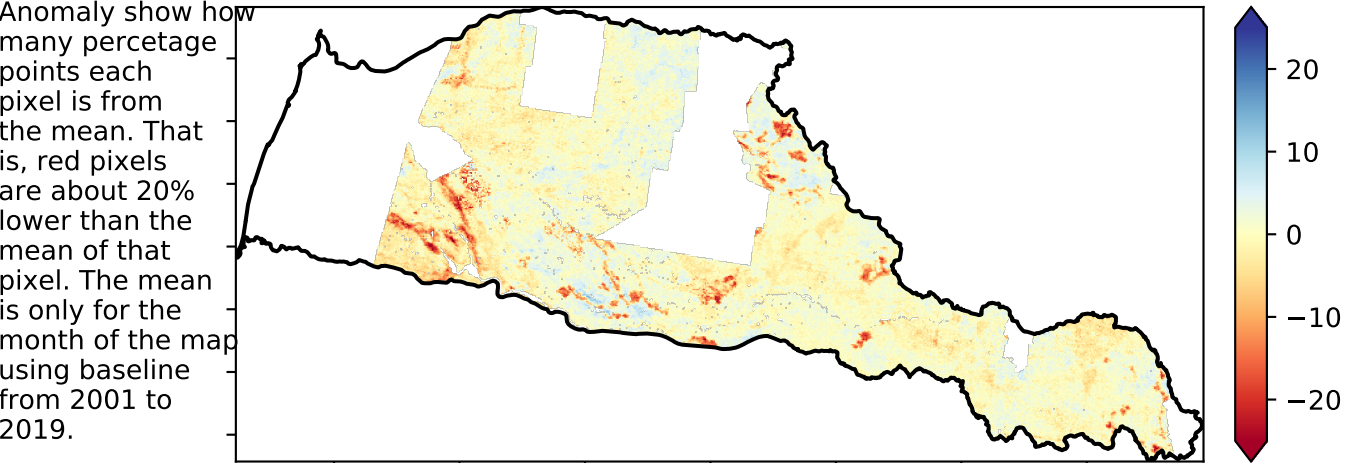 Anomaly show how
many percetage
points each
pixel is from
the mean. That
is, red pixels
are about 20%
lower than the
mean of that
pixel. The mean
is only for the
month of the map
using baseline
from 2001 to
2019.
20
10
0
−10
−20